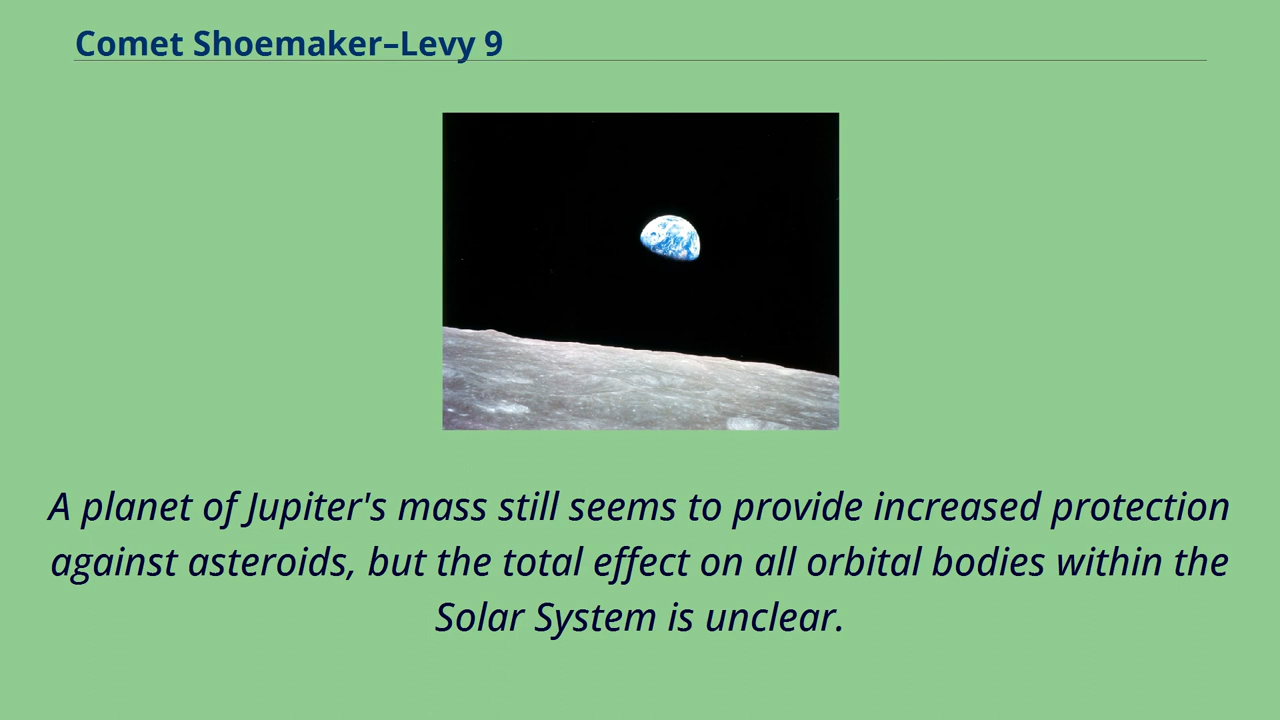 Comet Shoemaker–Levy 9
A planet of Jupiter's mass still seems to provide increased protection
against asteroids, but the total effect on all orbital bodies within the
Solar System is unclear.